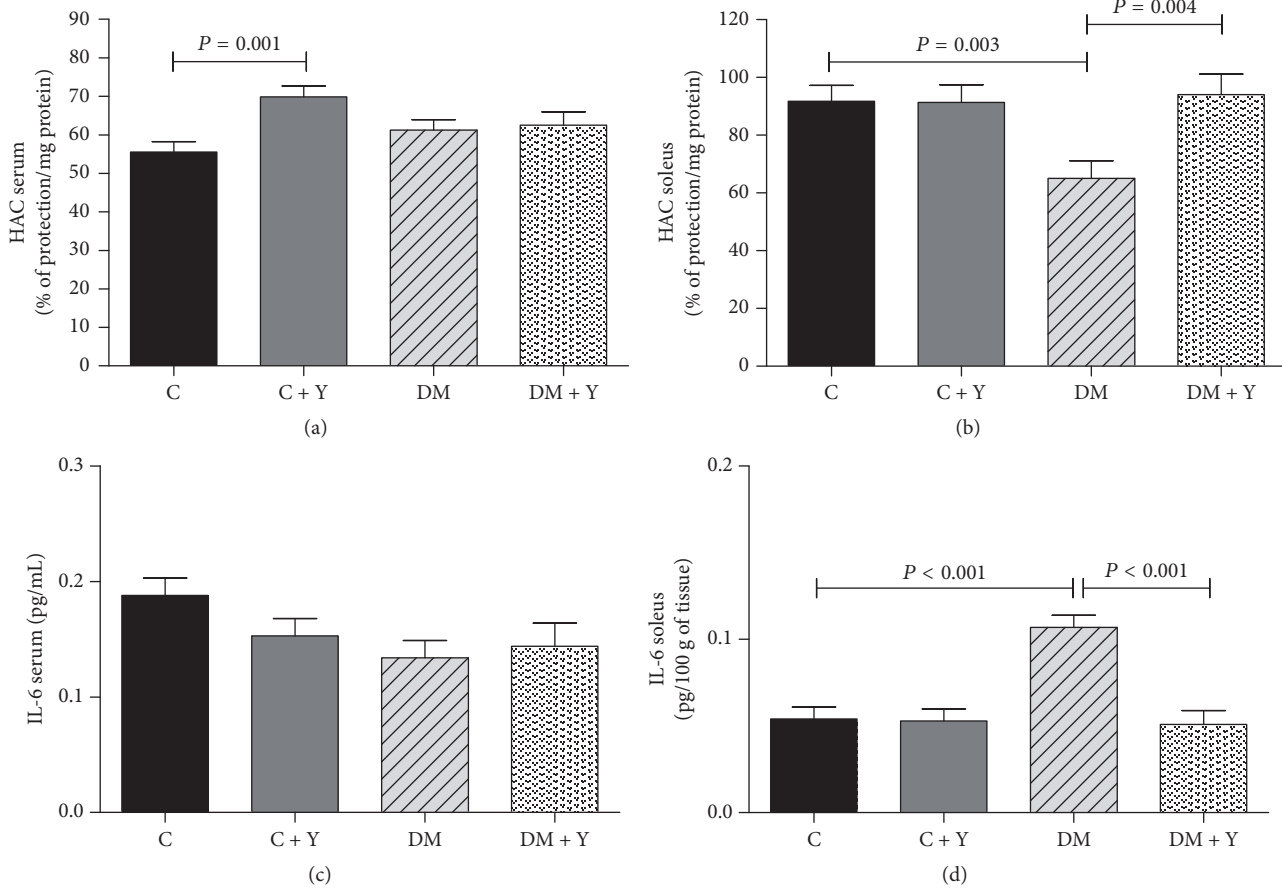 90
80
70
60
50
40
30
20
10
0
HAC serum
(% of protection/mg protein)
P = 0.001
C
C + Y
DM
DM + Y
(a)
120
100
80
60
40
20
0
HAC soleus
(% of protection/mg protein)
P = 0.003
P = 0.004
C
C + Y
DM
DM + Y
(b)
0.3
0.2
0.1
0.0
IL-6 serum (pg/mL)
C
C + Y
DM
DM + Y
(c)
0.2
0.1
0.0
IL-6 soleus
(pg/100 g of tissue)
P < 0.001
P < 0.001
C
C + Y
DM
DM + Y
(d)